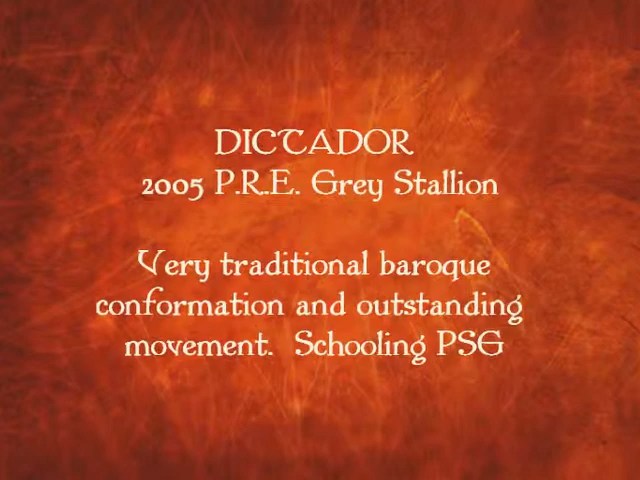 DICTADOR
2005 P.R.E. Grey Stallion
Very traditional baroque
conformation and outstanding
movement.  Schooling PSG